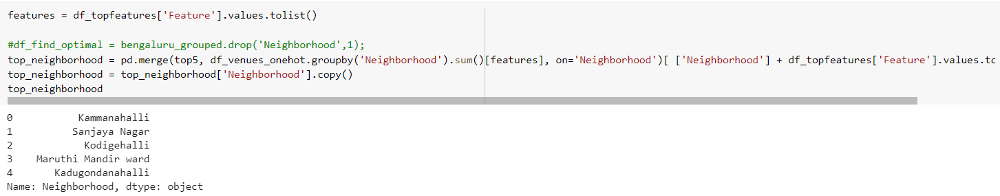 features = df_topfeatures['Feature'].values.tolist()
#df_find_optimal = bengaluru_grouped.drop('Neighborhood',1);
top_neighborhood = pd.merge(top5, df_venues_onehot.groupby('Neighborhood').sum()[features], on='Neighborhood')[ ['Neighborhood'] + df_topfeatures['Feature'].values.to
top_neighborhood = top_neighborhood['Neighborhood'].copy()
top_neighborhood
0 Kammanahalli
1 Sanjaya Nagar
2 Kodigehalli
3 Maruthi Mandir ward
4 Kadugondanahalli
Name: Neighborhood, dtype: object